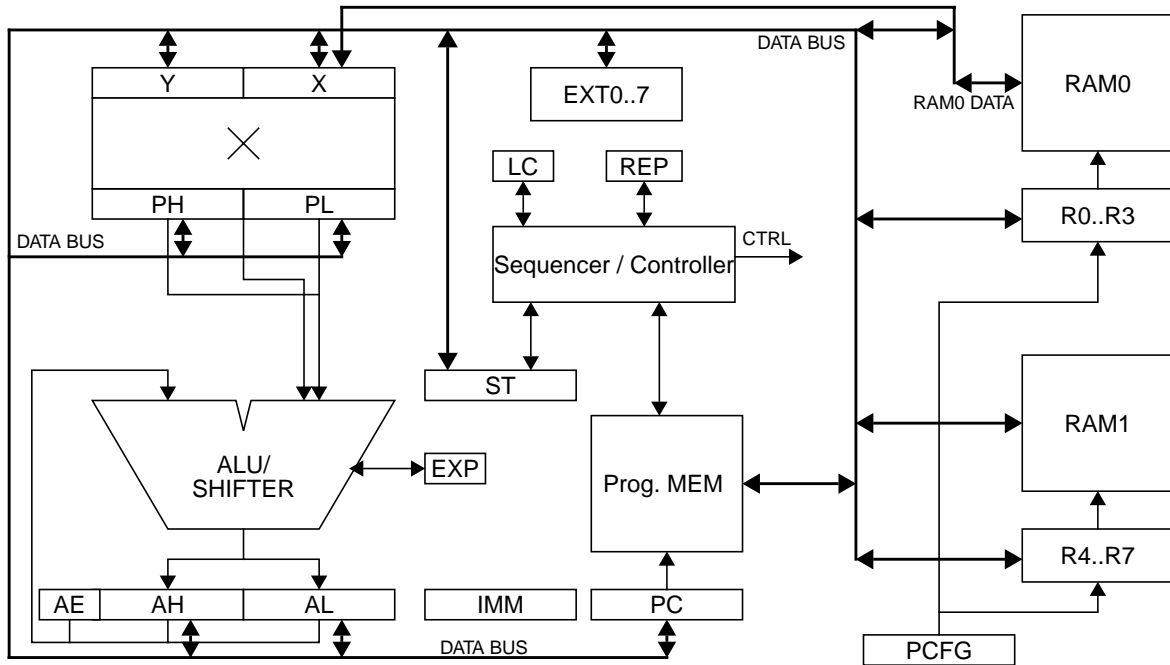 DATA BUS
Y
X
EXT0..7
RAM0 DATA
RAM0
LC
REP
PH
PL
R0..R3
DATA BUS
CTRL
Sequencer / Controller
ST
RAM1
ALU/
SHIFTER
EXP
Prog. MEM
R4..R7
AE
AH
AL
IMM
PC
DATA BUS
PCFG